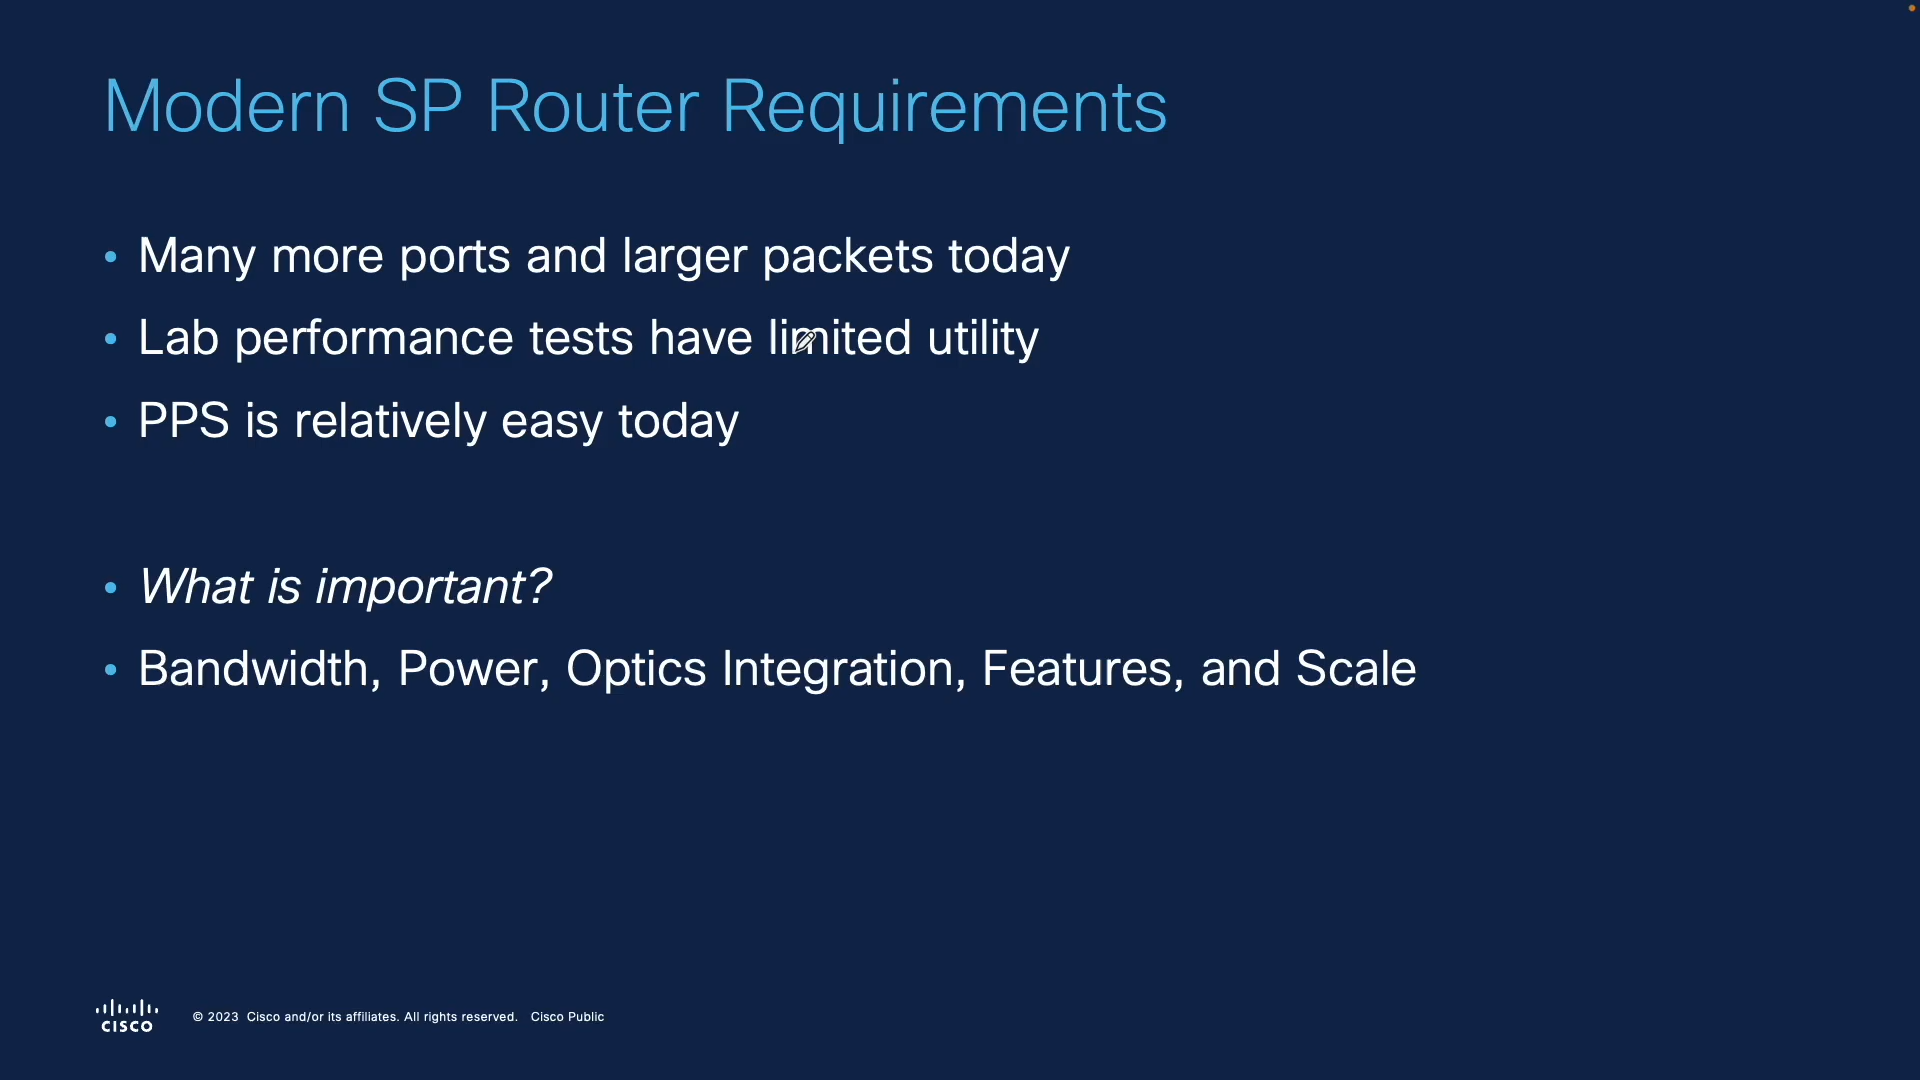 Modern SP Router Requirements
• Many more ports and larger packets today
• Lab performance tests have limited utility
• PPS is relatively easy today
• What is important?
• Bandwidth, Power, Optics Integration, Features, and Scale
CISCO
© 2023 Cisco and/or its affiliates. All rights reserved. Cisco Public